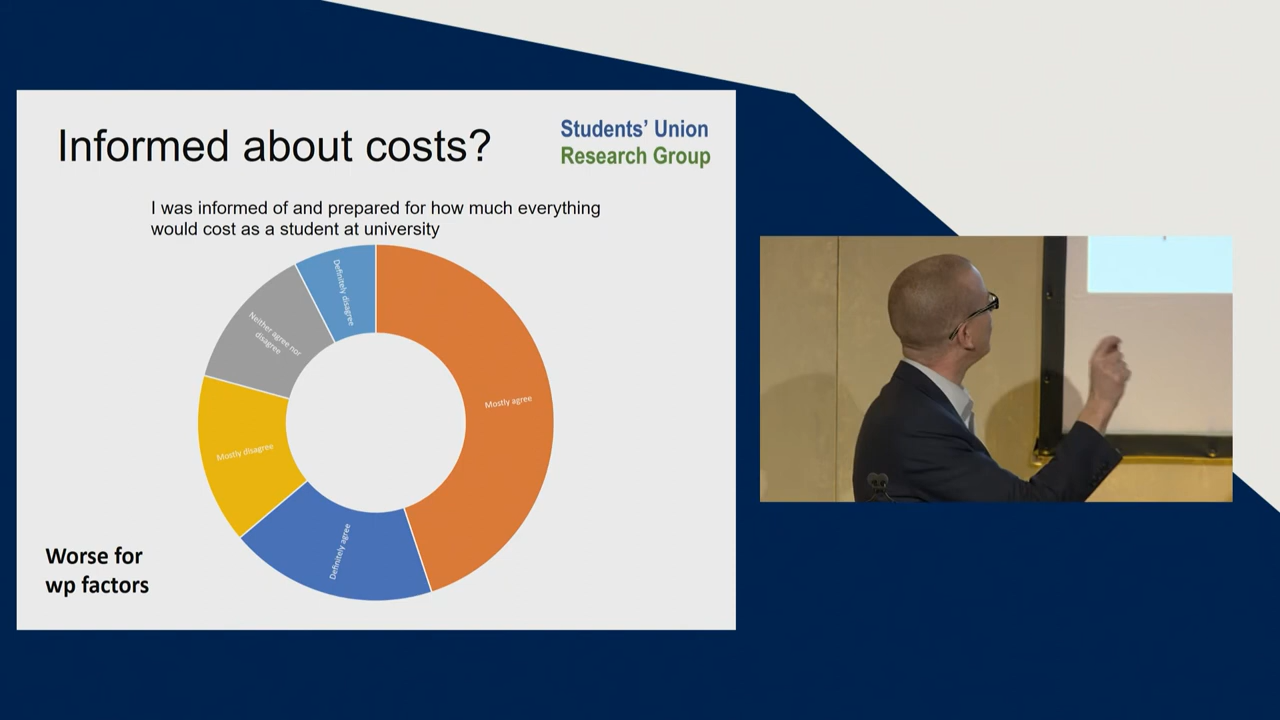 Informed about costs?
Students' Union
Research Group
I was informed of and prepared for how much everything
would cost as a student at university
Definitely disagree
Neither agree nor
disagree
Mostly agree
Mostly disagree
Definitely agree
Worse for
wp factors